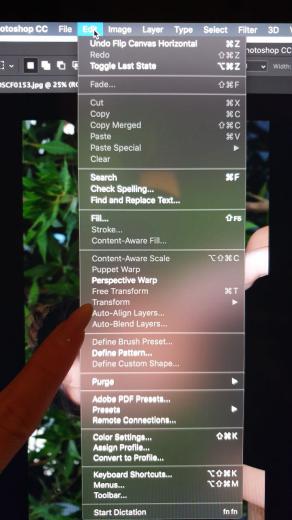 otoshop CC File Edit Image Layer Type Select Filter 3D V
Undo Flip Canvas Horizontal ⌘Z
Redo ⇧⌘Z
Toggle Last State ⌥⌘Z
Width:
DSCF0153.jpg @ 25% (RG
Fade... ⇧⌘F
Cut ⌘X
Copy ⌘C
Copy Merged ⇧⌘C
Paste ⌘V
Paste Special ▶
Clear
Search ⌘F
Check Spelling...
Find and Replace Text...
Fill... ⇧F5
Stroke...
Content-Aware Fill...
Content-Aware Scale ⌥⇧⌘C
Puppet Warp
Perspective Warp
Free Transform ⌘T
Transform ▶
Auto-Align Layers...
Auto-Blend Layers...
Define Brush Preset...
Define Pattern...
Define Custom Shape...
Purge ▶
Adobe PDF Presets...
Presets ▶
Remote Connections...
Color Settings... ⇧⌘K
Assign Profile...
Convert to Profile...
Keyboard Shortcuts... ⌥⇧⌘K
Menus... ⌥⇧⌘M
Toolbar...
Start Dictation fn fn